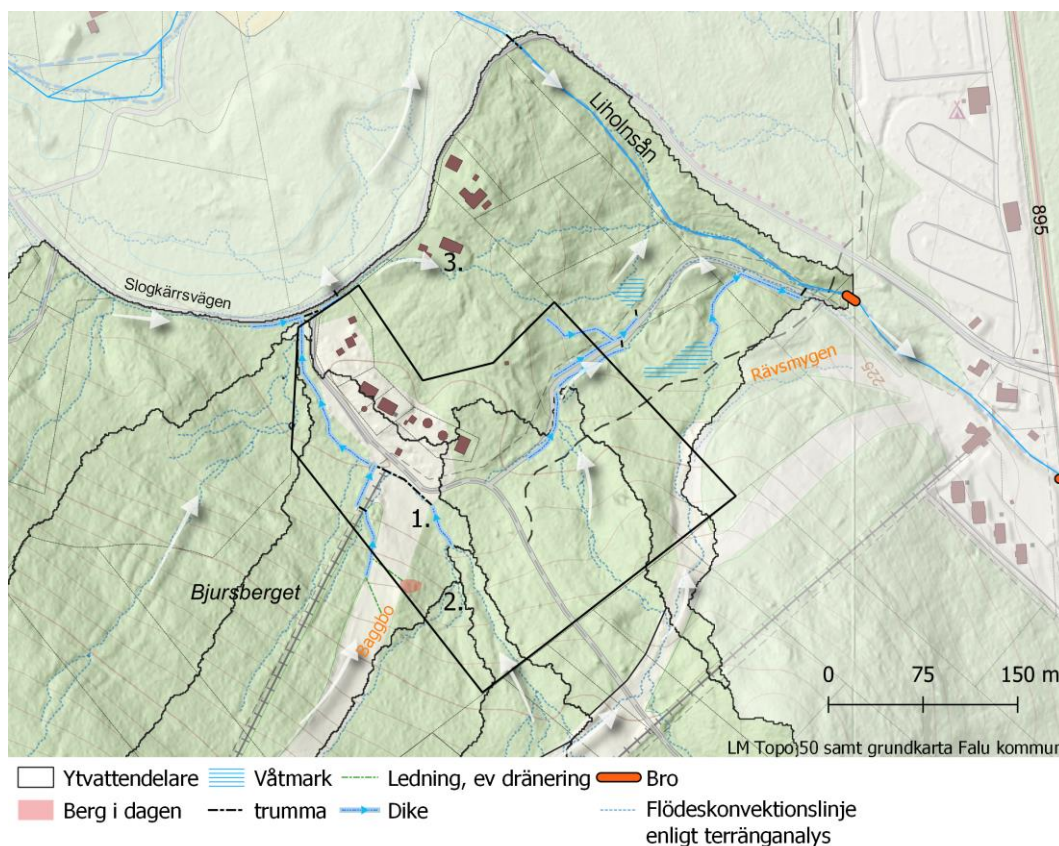 Liholnsån
895
3.
Slogkärrsvägen
Rävsmygen
225
1.
Bjursberget
2.
Baggbo
0 75 150 m
LM Topo 50 samt grundkarta Falu kommun
Ytvattendelare Våtmark Ledning, ev dränering Bro
Berg i dagen trumma Dike Flödeskonvektionslinje
enligt terränganalys